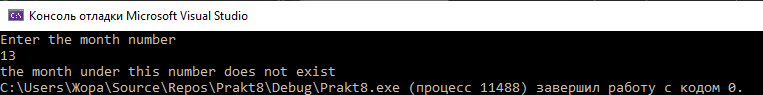 Консоль отладки Microsoft Visual Studio
Enter the month number
13
the month under this number does not exist
C:\Users\Жора\Source\Repos\Prakt8\Debug\Prakt8.exe (процесс 11488) завершил работу с кодом 0.